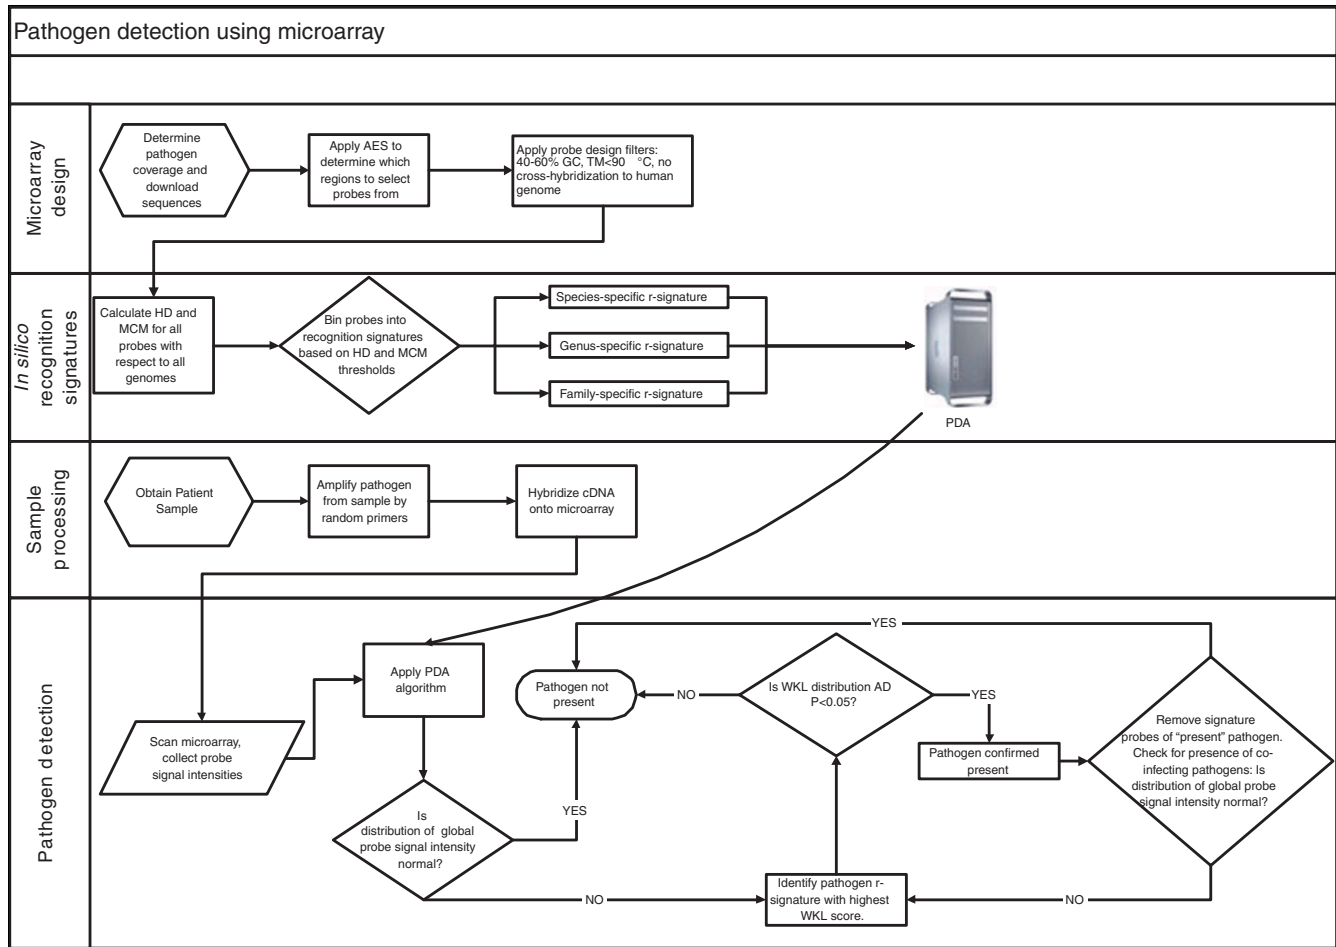 Pathogen detection using microarray
Microarray
design
Determine
pathogen
coverage and
download
sequences
Apply AES to
determine which
regions to select
probes from
Apply probe design filters:
40-60% GC, TM<90 °C, no
cross-hybridization to human
genome
In silico
recognition
signatures
Calculate HD and
MCM for all
probes with
respect to all
genomes
Bin probes into
recognition signatures
based on HD and MCM
thresholds
Species-specific r-signature
Genus-specific r-signature
Family-specific r-signature
PDA
Sample
processing
Obtain Patient
Sample
Amplify pathogen
from sample by
random primers
Hybridize cDNA
onto microarray
Pathogen detection
Scan microarray,
collect probe
signal intensities
Apply PDA
algorithm
Is
distribution of global
probe signal intensity
normal?
YES
NO
Pathogen not
present
Identify pathogen r-
signature with highest
WKL score.
Is WKL distribution AD
P<0.05?
NO
YES
Pathogen confirmed
present
Remove signature
probes of “present” pathogen.
Check for presence of co-
infecting pathogens: Is
distribution of global probe
signal intensity normal?
YES
NO